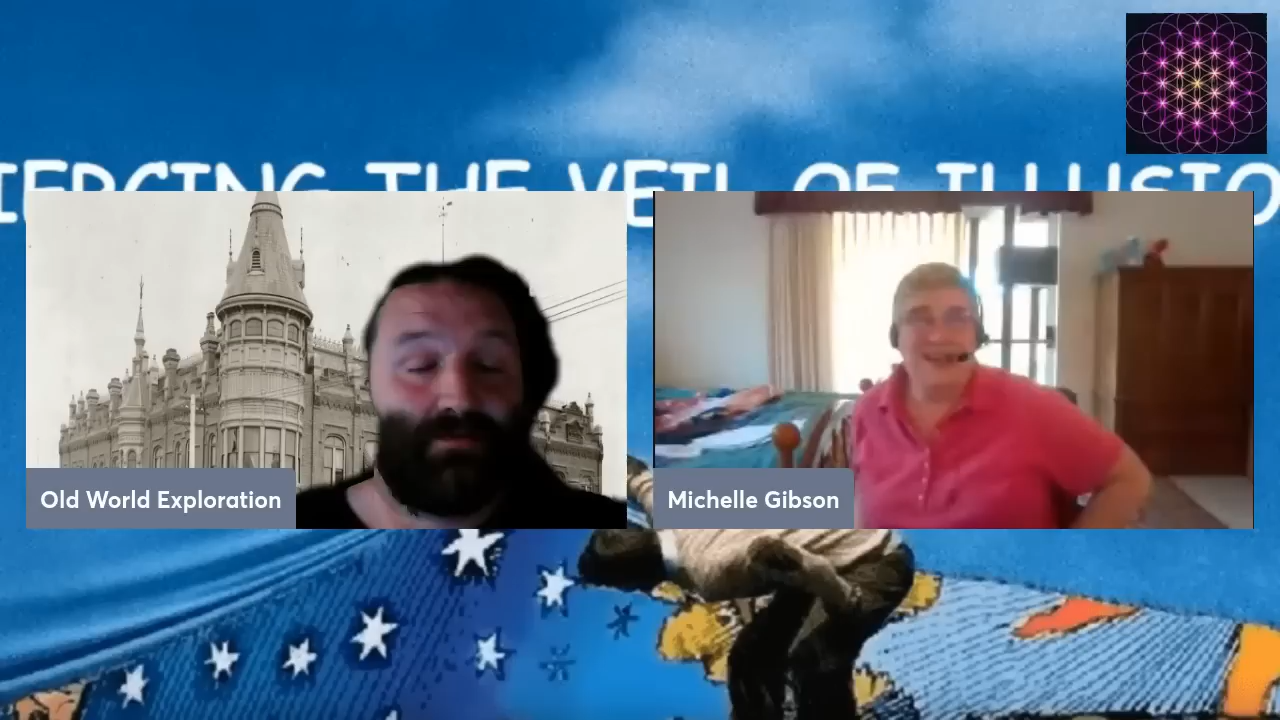 IERCING THE VEIL OF ILLUSIO
Old World Exploration
Michelle Gibson